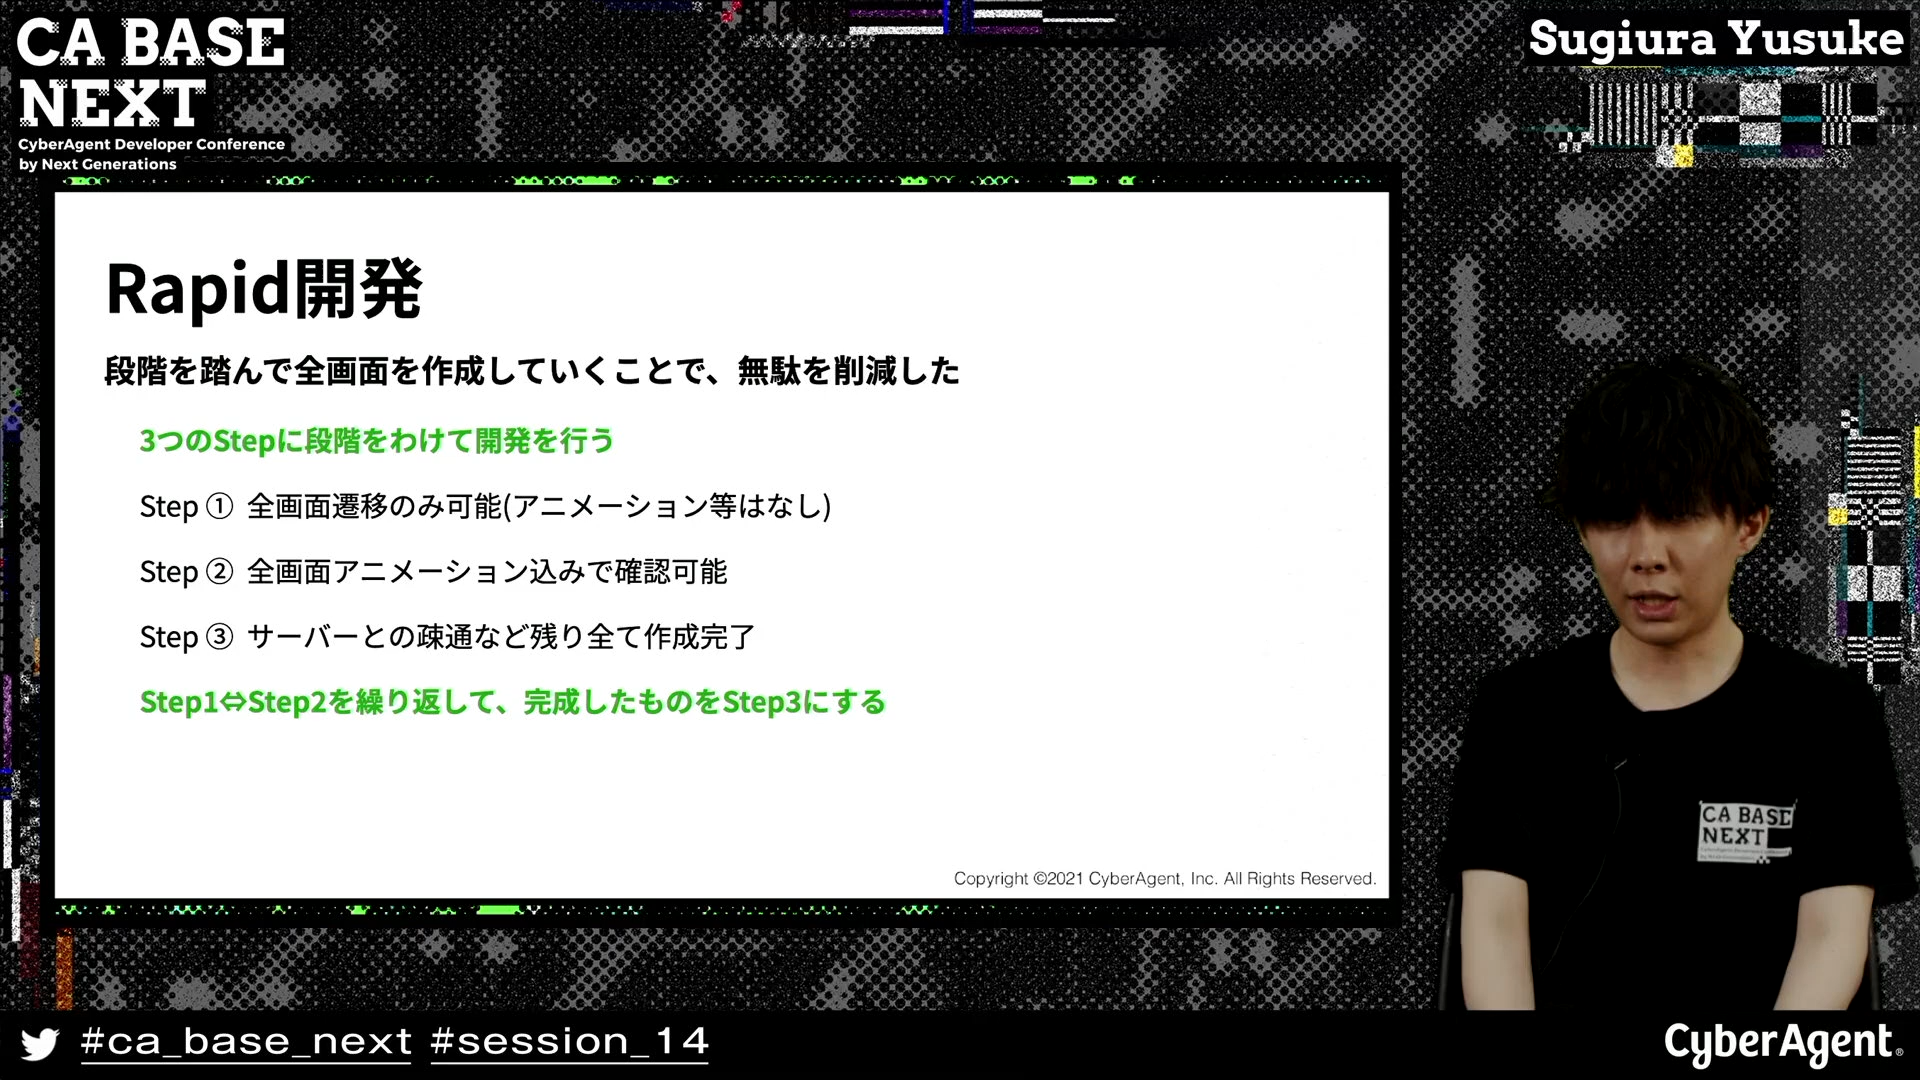 CA BASE
NEXT
CyberAgent Developer Conference
by Next Generations
Sugiura Yusuke
Rapid開発
段階を踏んで全画面を作成していくことで、無駄を削減した
3つのStepに段階をわけて開発を行う
Step ① 全画面遷移のみ可能(アニメーション等はなし)
Step ② 全画面アニメーション込みで確認可能
Step ③ サーバーとの疎通など残り全て作成完了
Step1⇔Step2を繰り返して、完成したものをStep3にする
Copyright ©2021 CyberAgent, Inc. All Rights Reserved.
CA BASE
NEXT
#ca_base_next #session_14
CyberAgent®